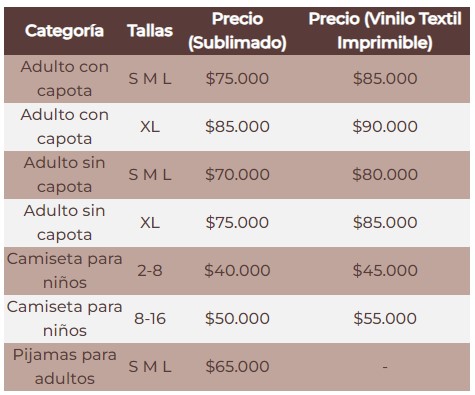 Categoría Tallas Precio (Sublimado) Precio (Vinilo Textil Imprimible)
Adulto con capota S M L $75.000 $85.000
Adulto con capota XL $85.000 $90.000
Adulto sin capota S M L $70.000 $80.000
Adulto sin capota XL $75.000 $85.000
Camiseta para niños 2-8 $40.000 $45.000
Camiseta para niños 8-16 $50.000 $55.000
Pijamas para adultos S M L $65.000 -